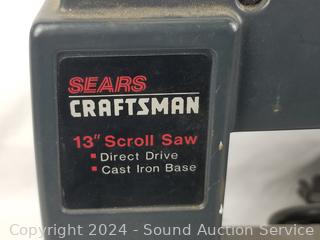 SEARS
CRAFTSMAN
13" Scroll Saw
▪ Direct Drive
▪ Cast Iron Base
Copyright © 2024 - Sound Auction Service